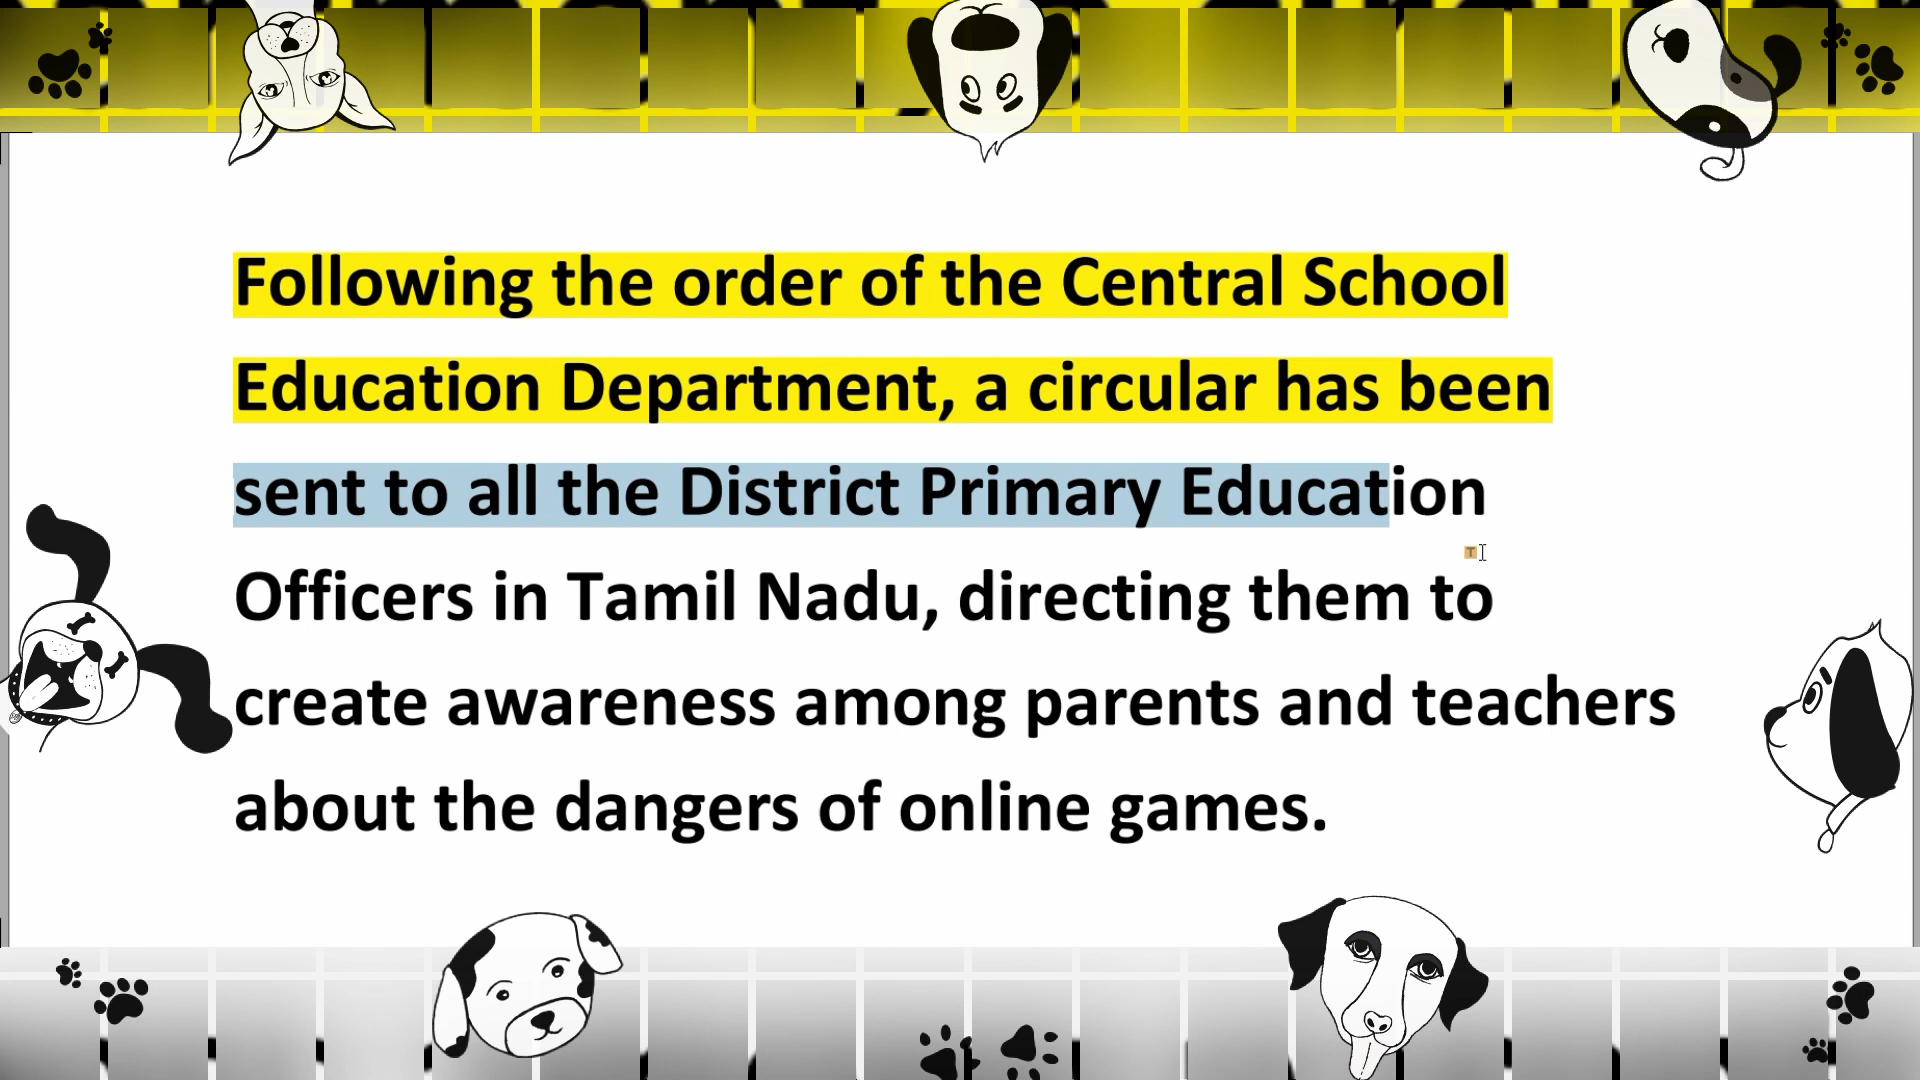 Following the order of the Central School
Education Department, a circular has been
sent to all the District Primary Education
Officers in Tamil Nadu, directing them to
create awareness among parents and teachers
about the dangers of online games.